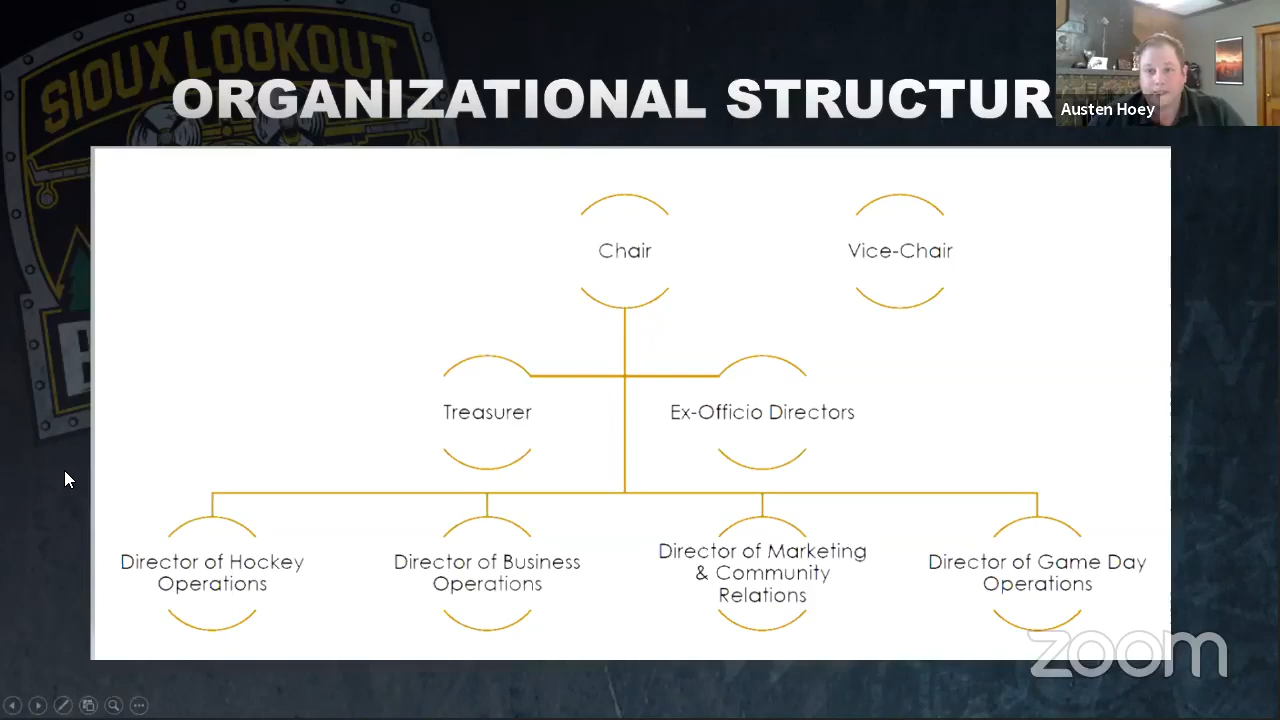 SIOUX LOOKOUT
ORGANIZATIONAL STRUCTUR
Austen Hoey
Chair
Vice-Chair
Treasurer
Ex-Officio Directors
Director of Hockey
Operations
Director of Business
Operations
Director of Marketing
& Community
Relations
Director of Game Day
Operations
zoom